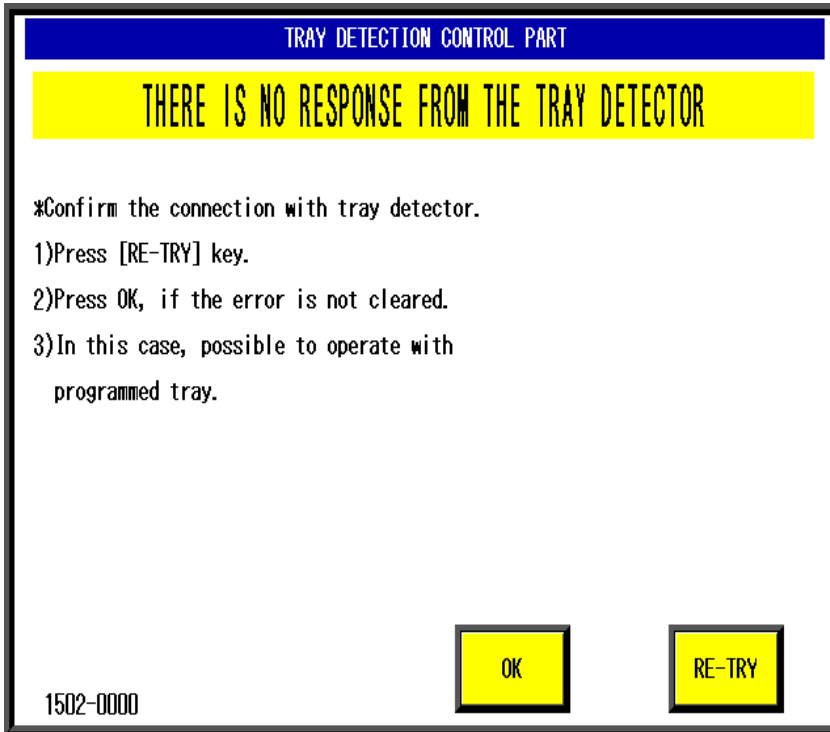 TRAY DETECTION CONTROL PART
THERE IS NO RESPONSE FROM THE TRAY DETECTOR
*Confirm the connection with tray detector.
1)Press [RE-TRY] key.
2)Press OK, if the error is not cleared.
3)In this case, possible to operate with
programmed tray.
OK
RE-TRY
1502-0000